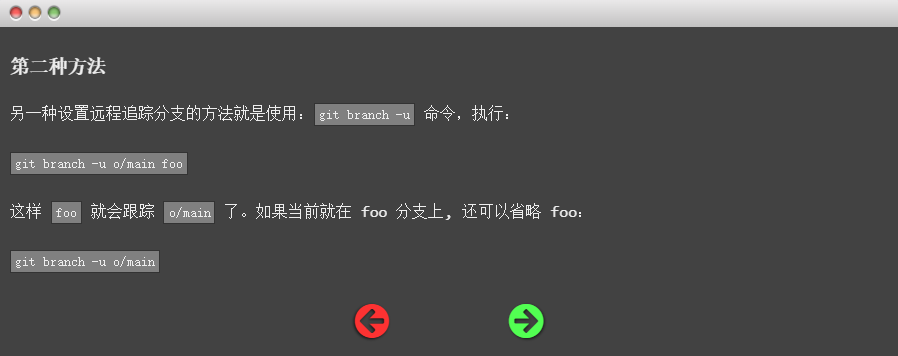 第二种方法
另一种设置远程追踪分支的方法就是使用：git branch -u 命令，执行：
git branch -u o/main foo
这样 foo 就会跟踪 o/main 了。如果当前就在 foo 分支上, 还可以省略 foo：
git branch -u o/main